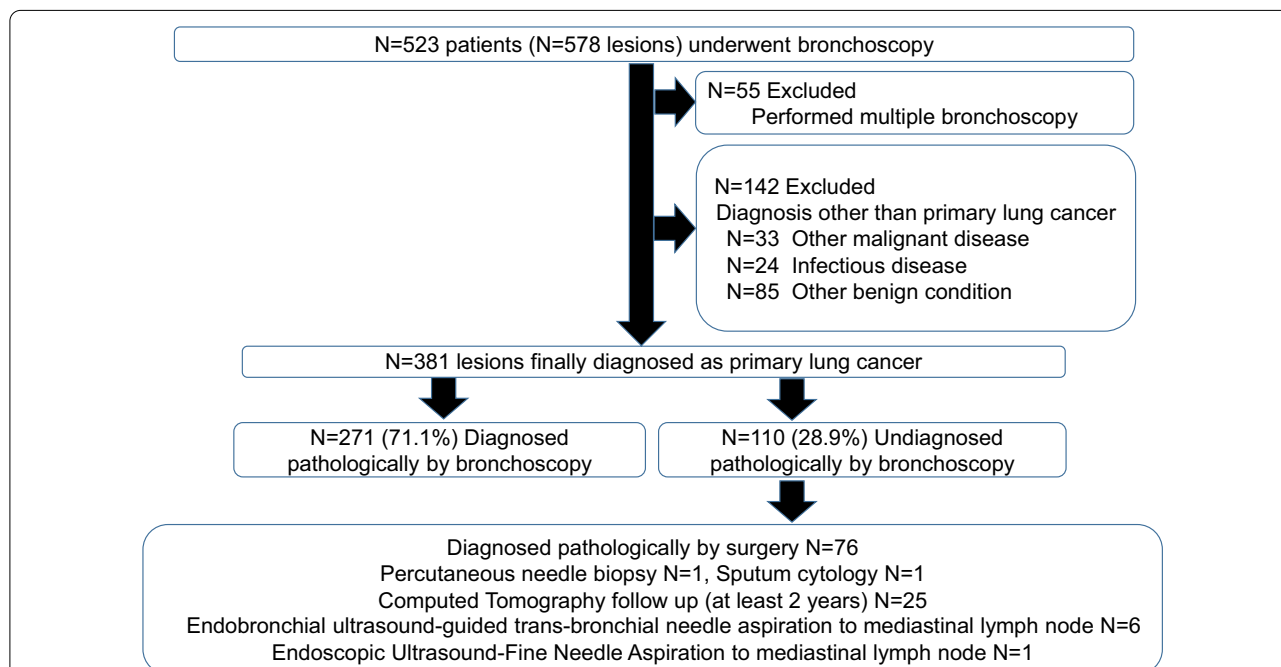 N=523 patients (N=578 lesions) underwent bronchoscopy
N=55 Excluded
Performed multiple bronchoscopy
N=142 Excluded
Diagnosis other than primary lung cancer
N=33 Other malignant disease
N=24 Infectious disease
N=85 Other benign condition
N=381 lesions finally diagnosed as primary lung cancer
N=271 (71.1%) Diagnosed
pathologically by bronchoscopy
N=110 (28.9%) Undiagnosed
pathologically by bronchoscopy
Diagnosed pathologically by surgery N=76
Percutaneous needle biopsy N=1, Sputum cytology N=1
Computed Tomography follow up (at least 2 years) N=25
Endobronchial ultrasound-guided trans-bronchial needle aspiration to mediastinal lymph node N=6
Endoscopic Ultrasound-Fine Needle Aspiration to mediastinal lymph node N=1